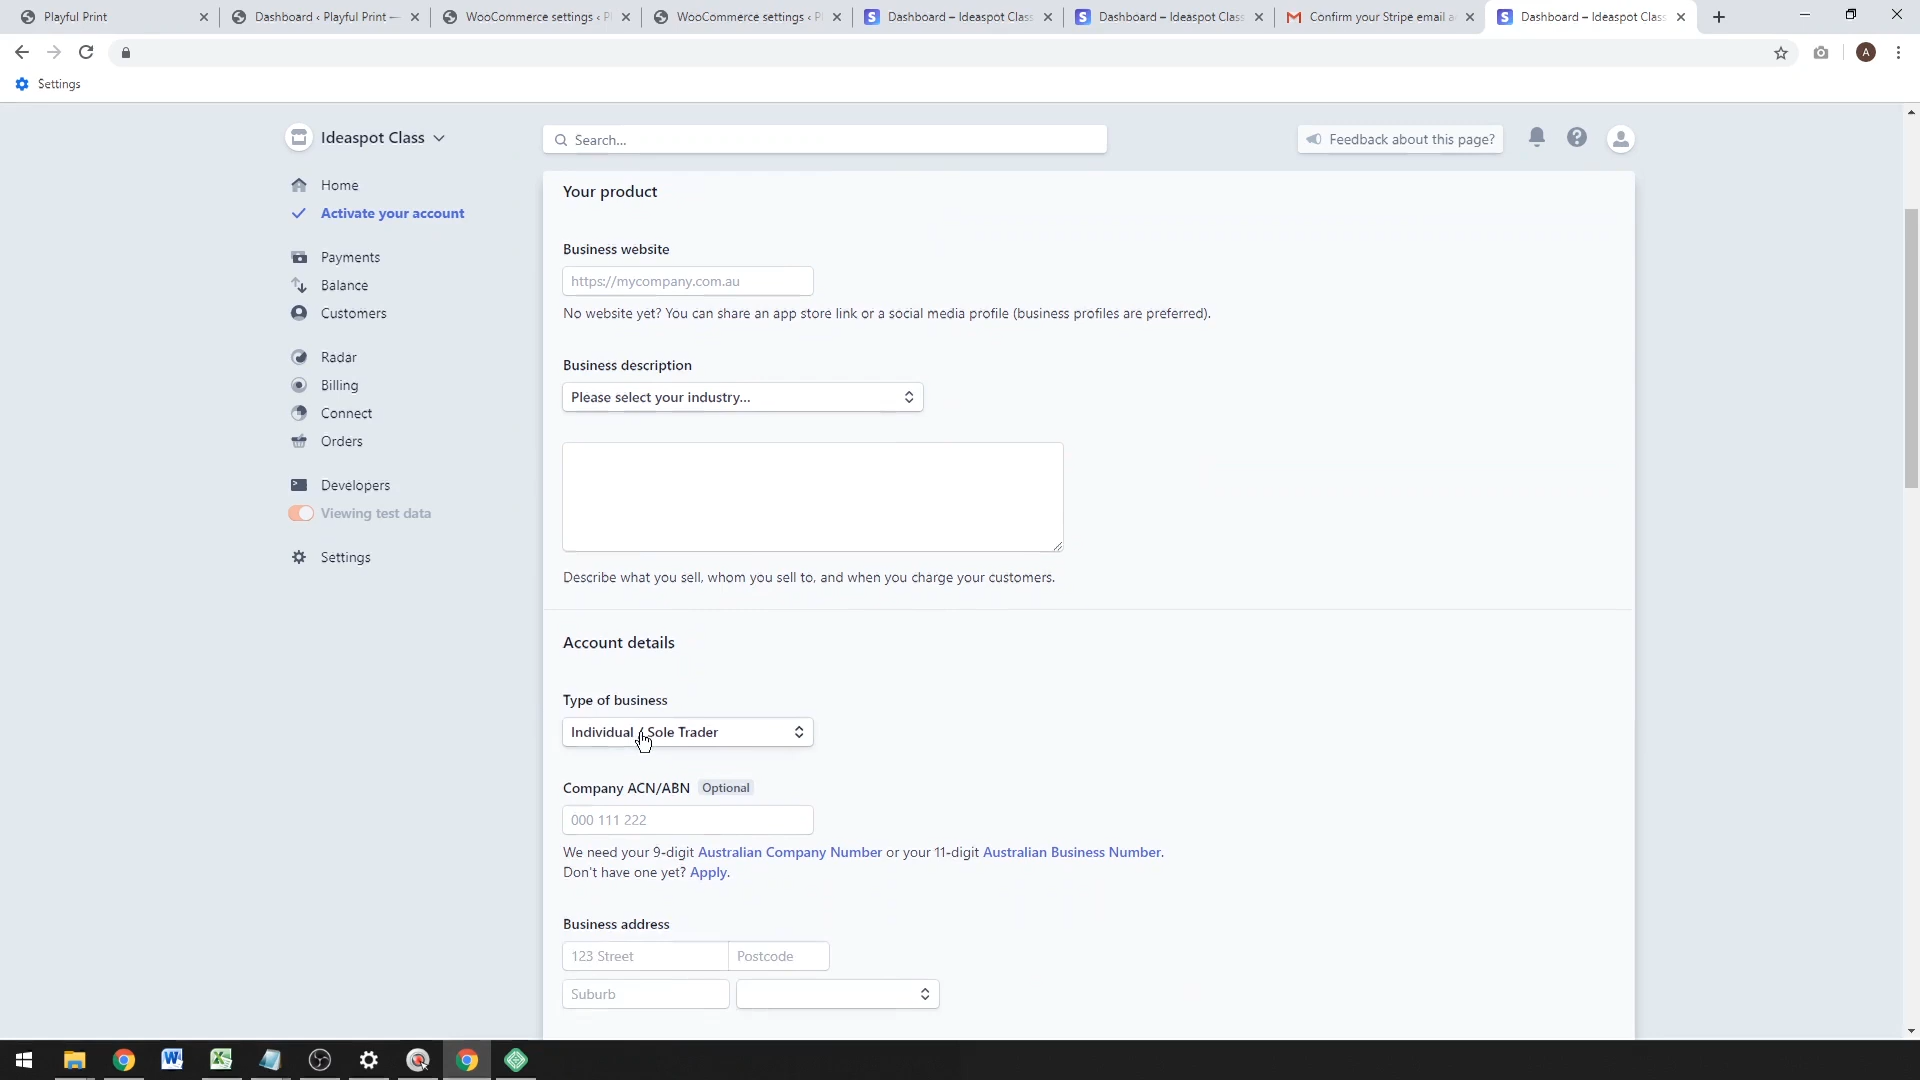 Playful Print
Dashboard ‹ Playful Print —
WooCommerce settings ‹ P
WooCommerce settings ‹ P
Dashboard – Ideaspot Class
Dashboard – Ideaspot Class
Confirm your Stripe email a
Dashboard – Ideaspot Class
A
Settings
Ideaspot Class
Search...
Feedback about this page?
Home
Activate your account
Payments
Balance
Customers
Radar
Billing
Connect
Orders
Developers
Viewing test data
Settings
Your product
Business website
https://mycompany.com.au
No website yet? You can share an app store link or a social media profile (business profiles are preferred).
Business description
Please select your industry...
Describe what you sell, whom you sell to, and when you charge your customers.
Account details
Type of business
Individual / Sole Trader
Company ACN/ABN Optional
000 111 222
We need your 9-digit Australian Company Number or your 11-digit Australian Business Number.
Don't have one yet? Apply.
Business address
123 Street Postcode
Suburb